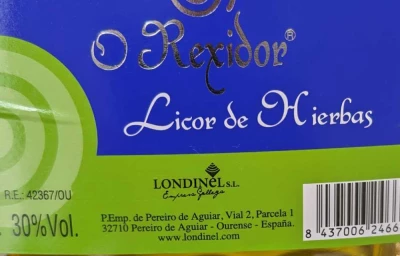 O Rexidor®
Licor de Hierbas
LONDINEL S.L.
Empresa Gallega
R.E.: 42367/OU
30%Vol.
P.Emp. de Pereiro de Aguiar, Vial 2, Parcela 1
32710 Pereiro de Aguiar - Ourense - España.
www.londinel.com
8 437006 2466